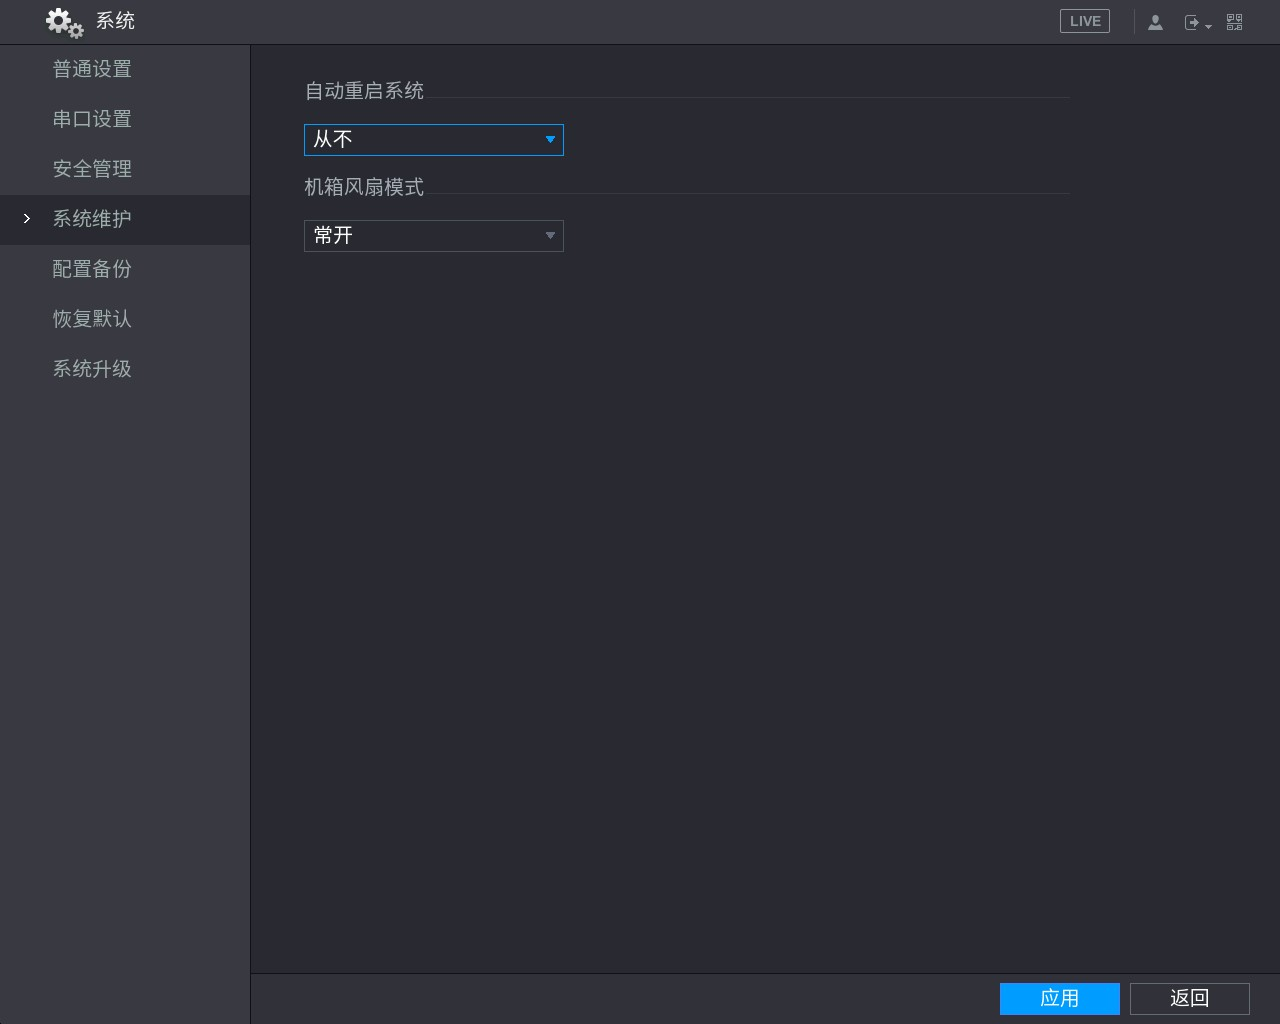 系统
LIVE
普通设置
串口设置
安全管理
系统维护
配置备份
恢复默认
系统升级
自动重启系统
从不
机箱风扇模式
常开
应用
返回